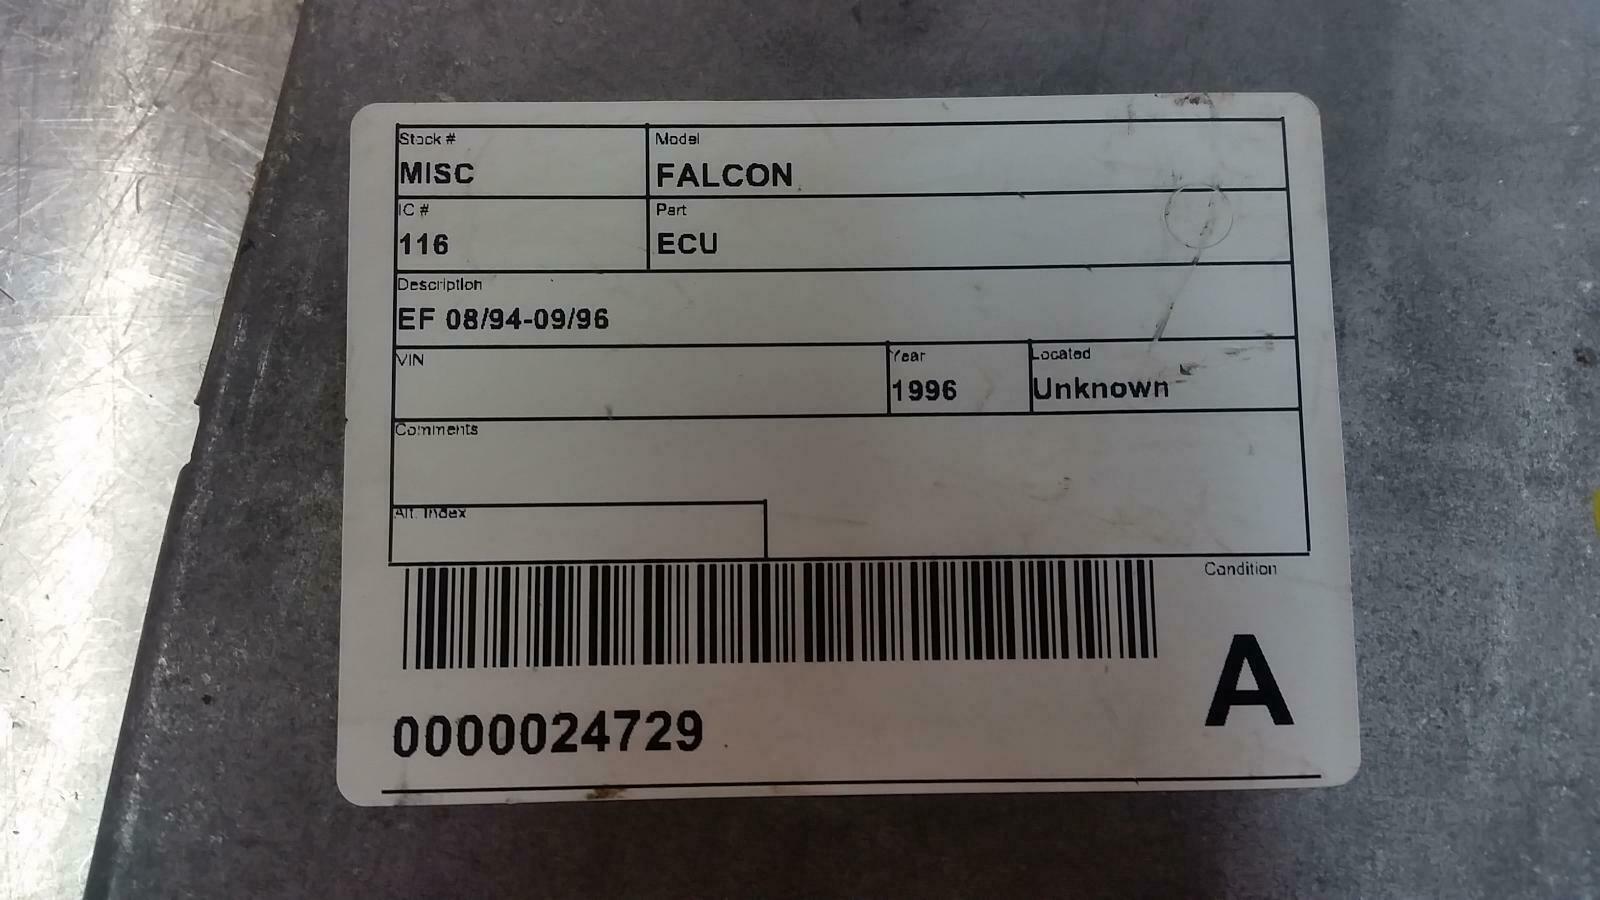 Stock # Model
MISC FALCON
IC # Part
116 ECU
Description
EF 08/94-09/96
VIN Year Located
1996 Unknown
Comments
Alt. Index
Condition
A
0000024729